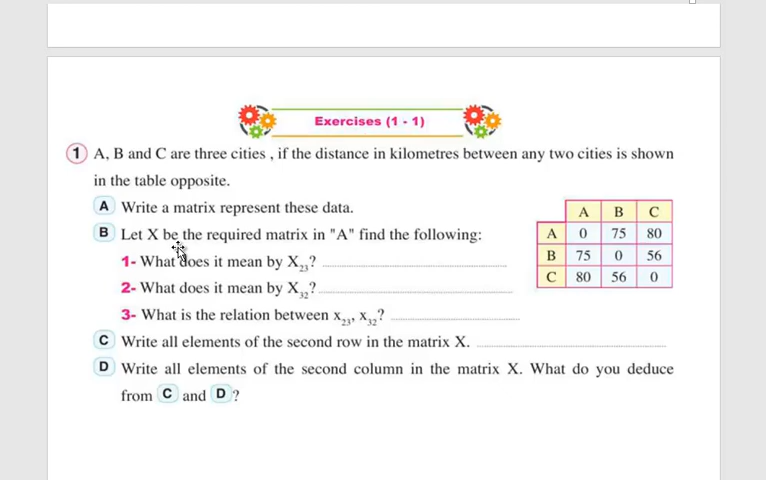 Exercises (1 - 1)
1 A, B and C are three cities , if the distance in kilometres between any two cities is shown
in the table opposite.
A Write a matrix represent these data.
B Let X be the required matrix in "A" find the following:
1- What does it mean by X₂₃?
2- What does it mean by X₃₂?
3- What is the relation between x₂₃, x₃₂?
C Write all elements of the second row in the matrix X.
D Write all elements of the second column in the matrix X. What do you deduce
from C and D ?
A B C
A 0 75 80
B 75 0 56
C 80 56 0